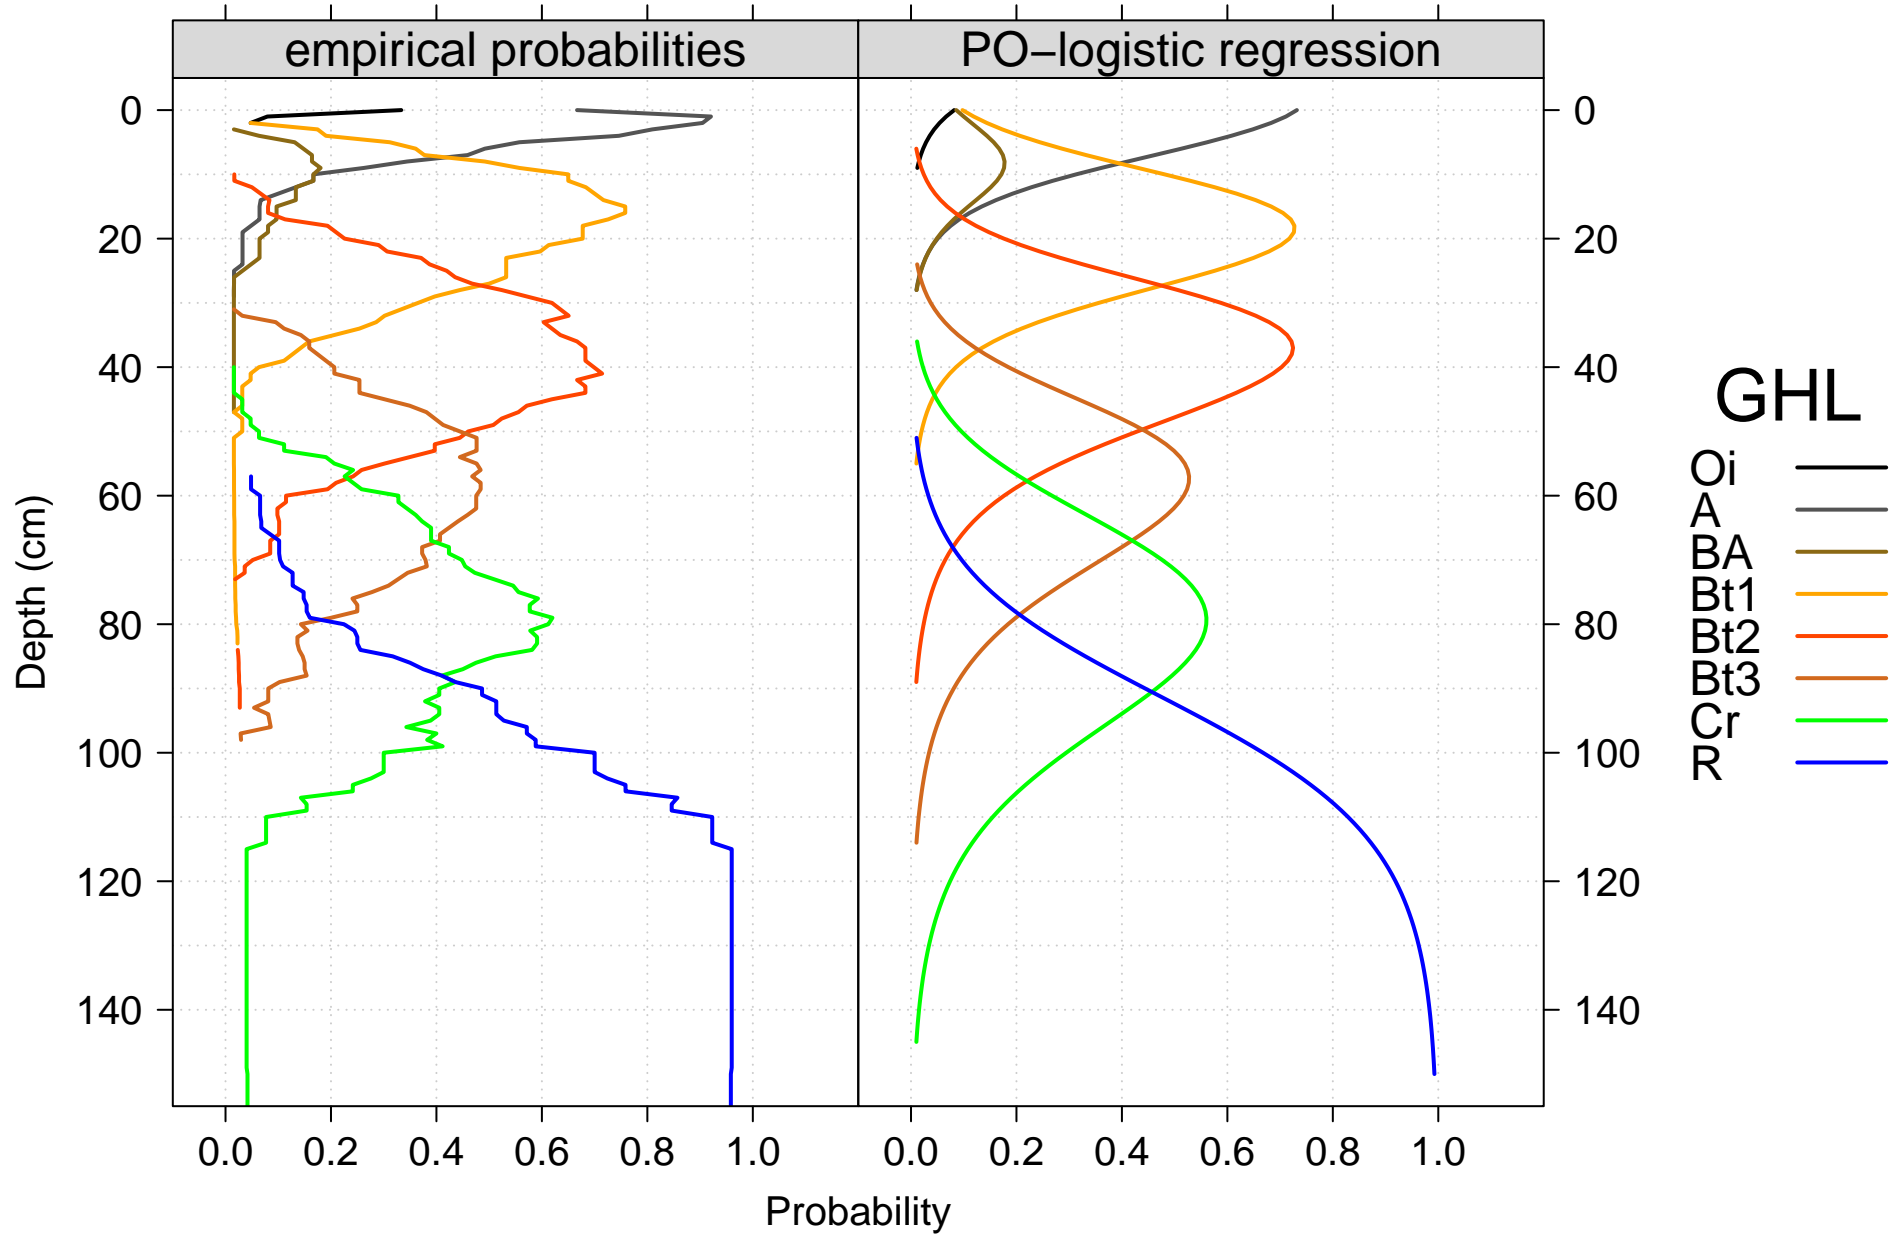 empirical probabilities
PO−logistic regression
0
20
40
60
80
100
120
140
Depth (cm)
0
20
40
60
80
100
120
140
0.0 0.2 0.4 0.6 0.8 1.0
0.0 0.2 0.4 0.6 0.8 1.0
Probability
GHL
Oi
A
BA
Bt1
Bt2
Bt3
Cr
R